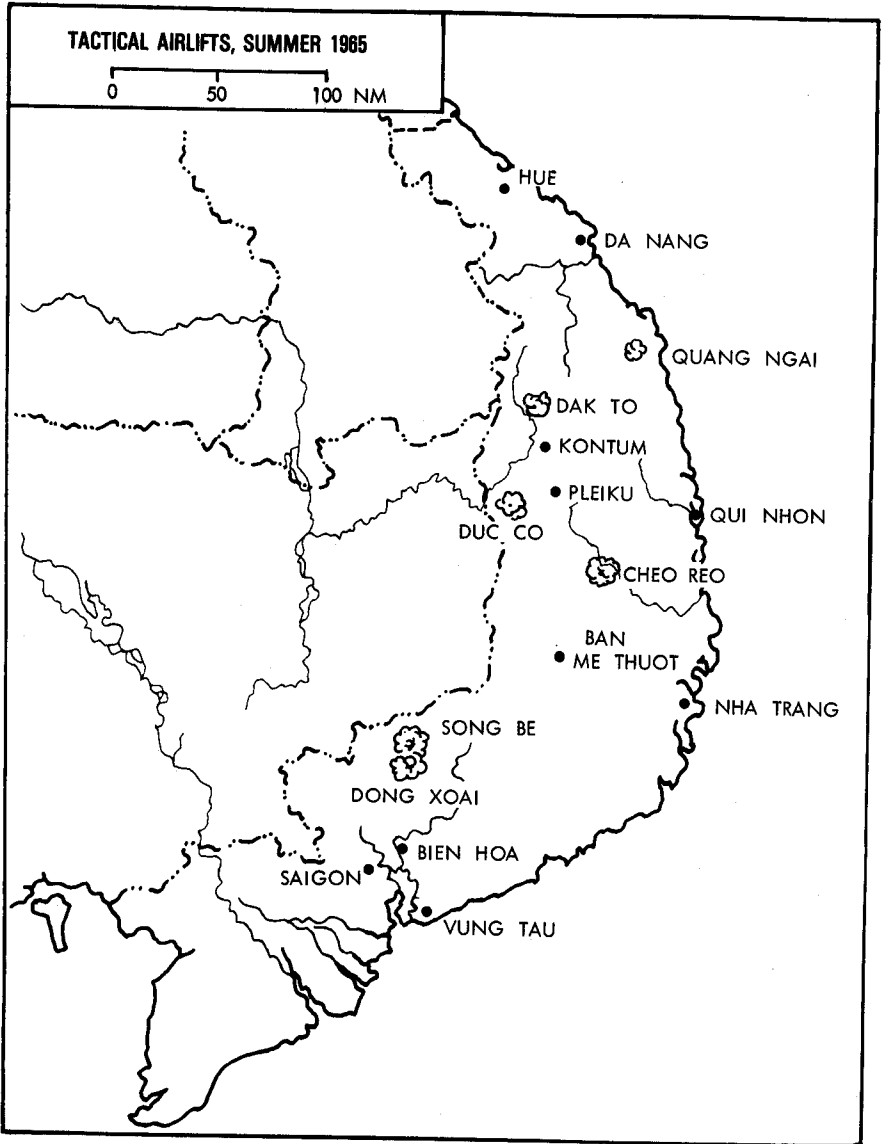 TACTICAL AIRLIFTS, SUMMER 1965
0 50 100 NM
HUE
DA NANG
QUANG NGAI
DAK TO
KONTUM
PLEIKU
QUI NHON
DUC CO
CHEO REO
BAN
ME THUOT
NHA TRANG
SONG BE
DONG XOAI
BIEN HOA
SAIGON
VUNG TAU